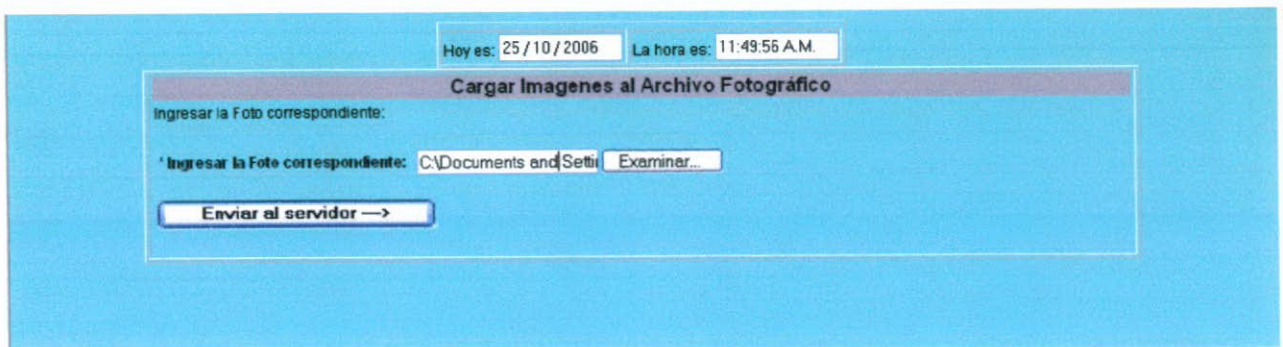 Hoy es: 25/10/2006 La hora es: 11:49:56 A.M.
Cargar Imagenes al Archivo Fotográfico
Ingresar la Foto correspondiente:
* Ingresar la Foto correspondiente: C:\Documents and Settin Examinar...
Enviar al servidor --->